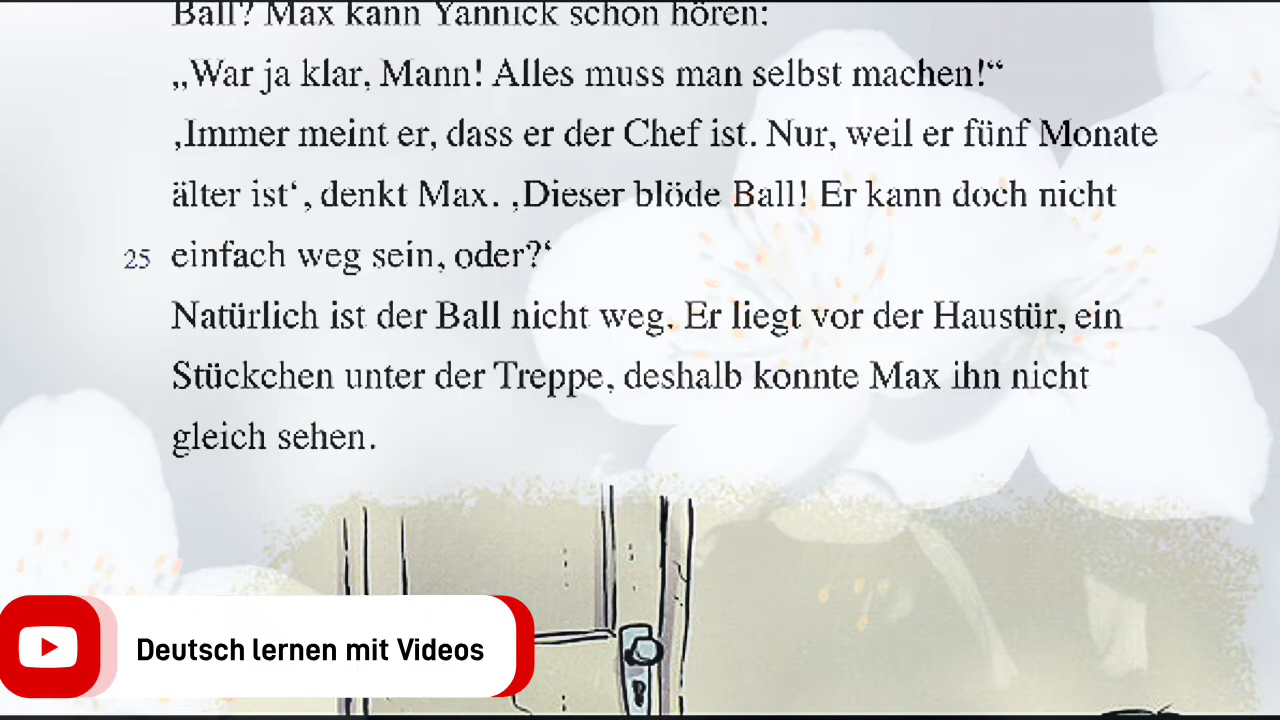 Ball? Max kann Yannick schon hören:
„War ja klar, Mann! Alles muss man selbst machen!“
‚Immer meint er, dass er der Chef ist. Nur, weil er fünf Monate
älter ist‘, denkt Max. ‚Dieser blöde Ball! Er kann doch nicht
25 einfach weg sein, oder?‘
Natürlich ist der Ball nicht weg. Er liegt vor der Haustür, ein
Stückchen unter der Treppe, deshalb konnte Max ihn nicht
gleich sehen.
Deutsch lernen mit Videos